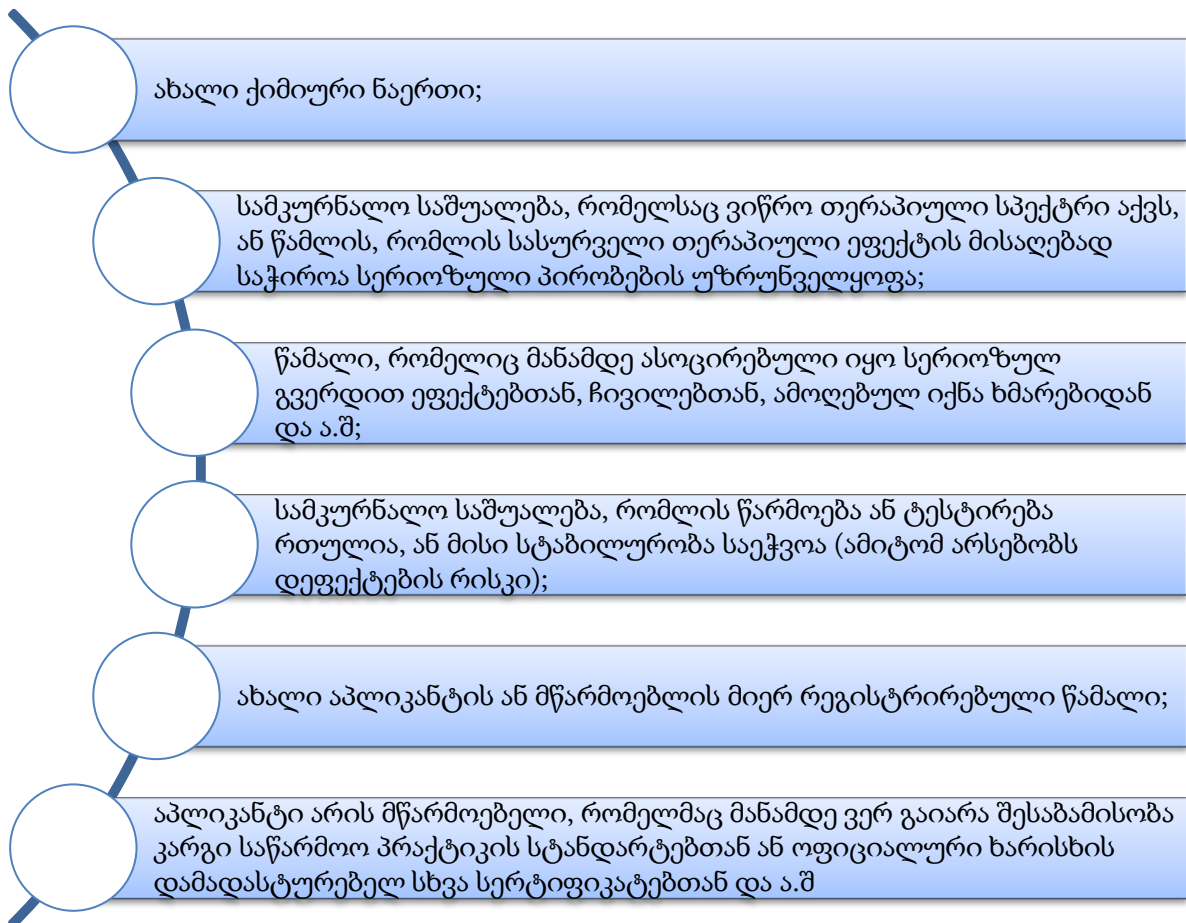 ახალი ქიმიური ნაერთი;
სამკურნალო საშუალება, რომელსაც ვიწრო თერაპიული სპექტრი აქვს,
ან წამლის, რომლის სასურველი თერაპიული ეფექტის მისაღებად
საჭიროა სერიოზული პირობების უზრუნველყოფა;
წამალი, რომელიც მანამდე ასოცირებული იყო სერიოზულ
გვერდით ეფექტებთან, ჩივილებთან, ამოღებულ იქნა ხმარებიდან
და ა.შ;
სამკურნალო საშუალება, რომლის წარმოება ან ტესტირება
რთულია, ან მისი სტაბილურობა საეჭვოა (ამიტომ არსებობს
დეფექტების რისკი);
ახალი აპლიკანტის ან მწარმოებლის მიერ რეგისტრირებული წამალი;
აპლიკანტი არის მწარმოებელი, რომელმაც მანამდე ვერ გაიარა შესაბამისობა
კარგი საწარმოო პრაქტიკის სტანდარტებთან ან ოფიციალური ხარისხის
დამადასტურებელ სხვა სერტიფიკატებთან და ა.შ